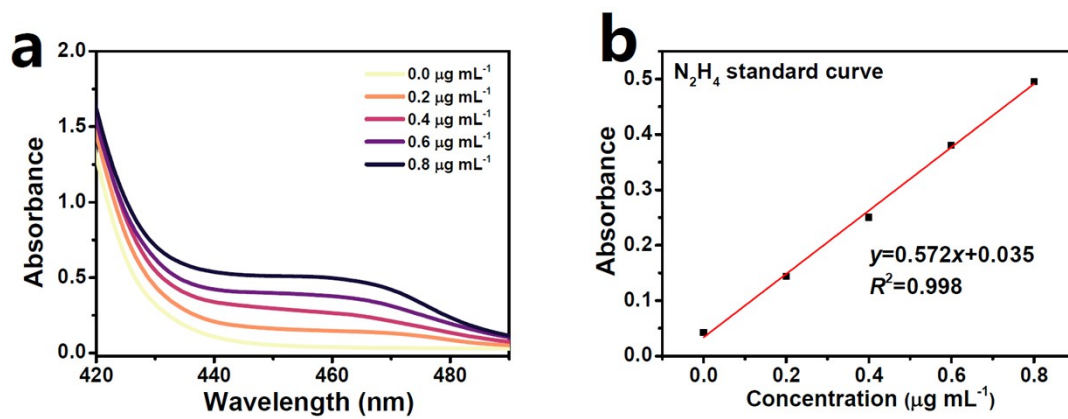 a
2.0
1.5
1.0
0.5
0.0
420
440
460
480
Absorbance
Wavelength (nm)
0.0 μg mL⁻¹
0.2 μg mL⁻¹
0.4 μg mL⁻¹
0.6 μg mL⁻¹
0.8 μg mL⁻¹
b
N₂H₄ standard curve
0.5
0.4
0.3
0.2
0.1
0.0
0.0
0.2
0.4
0.6
0.8
Absorbance
Concentration (μg mL⁻¹)
y=0.572x+0.035
R²=0.998